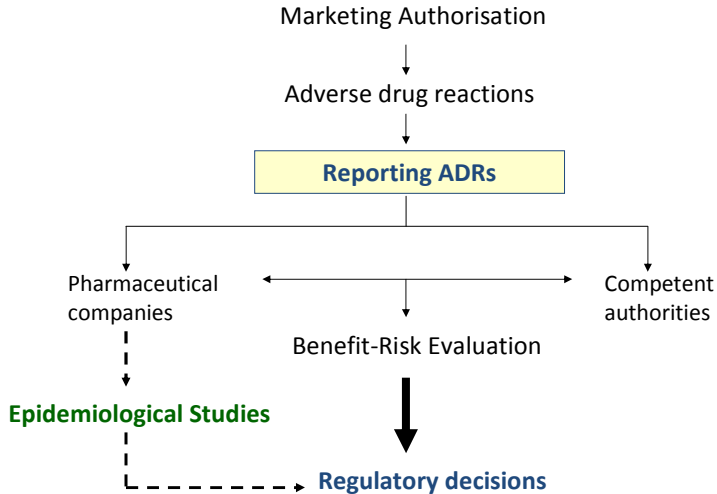 Marketing Authorisation
Adverse drug reactions
Reporting ADRs
Pharmaceutical
companies
Competent
authorities
Benefit-Risk Evaluation
Epidemiological Studies
Regulatory decisions